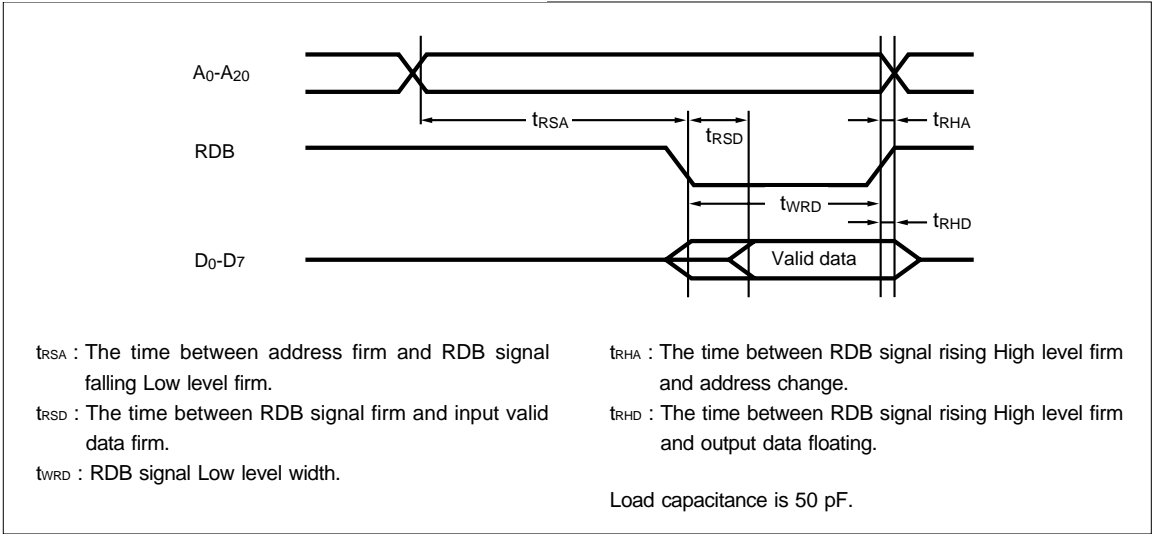 A0-A20
tRSA
tRSD
tRHA
RDB
tWRD
tRHD
D0-D7
Valid data
tRSA : The time between address firm and RDB signal
falling Low level firm.
tRSD : The time between RDB signal firm and input valid
data firm.
tWRD : RDB signal Low level width.
tRHA : The time between RDB signal rising High level firm
and address change.
tRHD : The time between RDB signal rising High level firm
and output data floating.
Load capacitance is 50 pF.